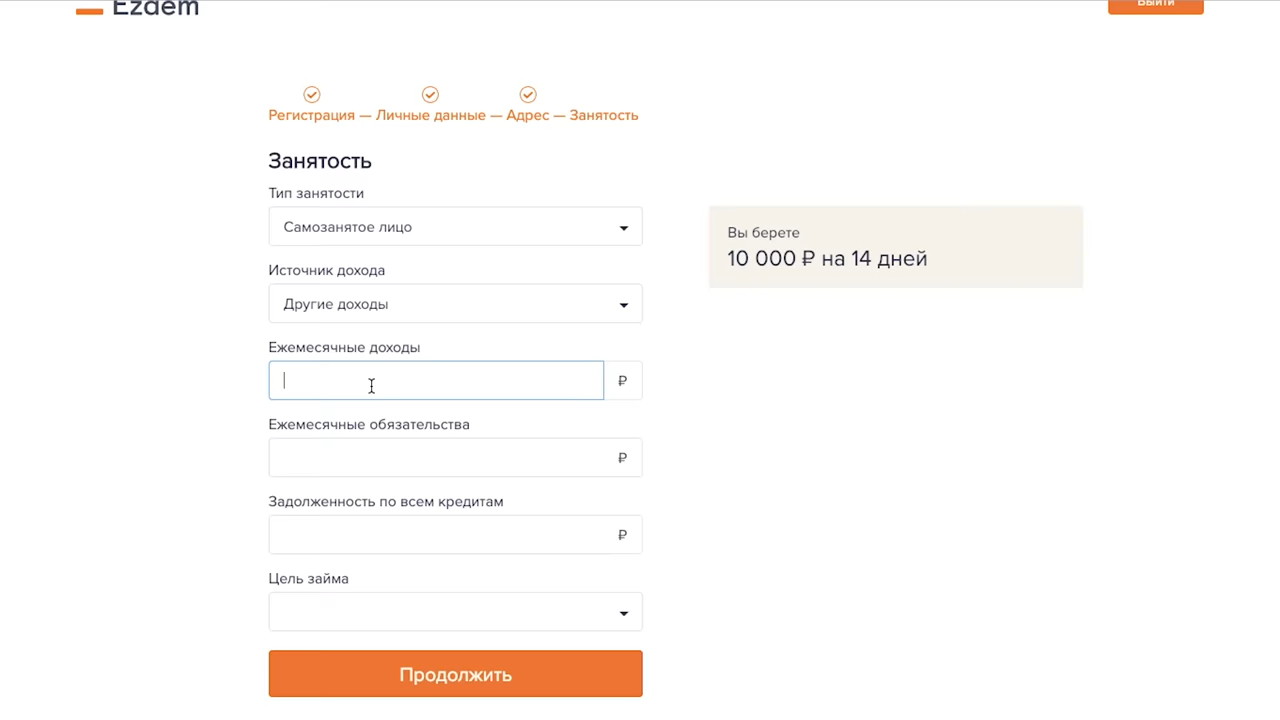 Ezdem
Выйти
Регистрация — Личные данные — Адрес — Занятость
Занятость
Тип занятости
Самозанятое лицо
Источник дохода
Другие доходы
Ежемесячные доходы
₽
Ежемесячные обязательства
₽
Задолженность по всем кредитам
₽
Цель займа
Продолжить
Вы берете
10 000 ₽ на 14 дней